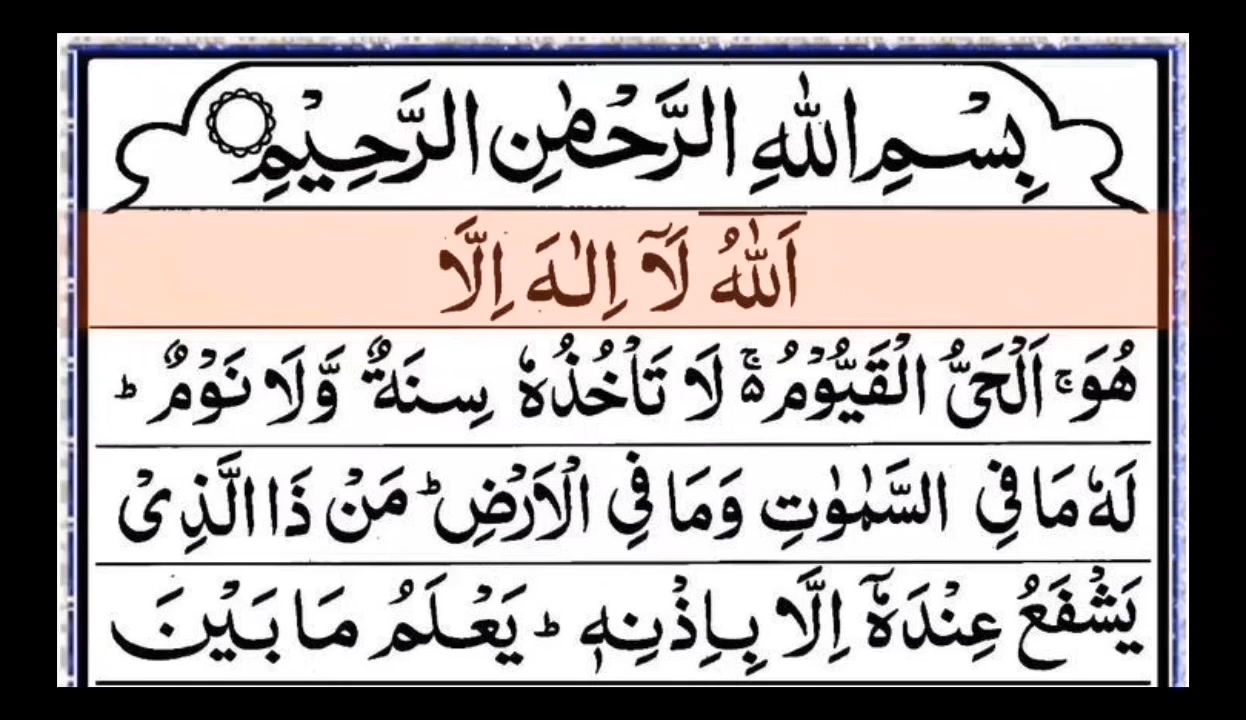 بِسْمِ اللّٰهِ الرَّحْمٰنِ الرَّحِيْمِ
اَللّٰهُ لَآ اِلٰهَ اِلَّا
هُوَ ۚ اَلْحَیُّ الْقَيُّوْمُ ۬ۚ لَا تَاْخُذُهٗ سِنَةٌ وَّلَا نَوْمٌ ؕ
لَهٗ مَا فِی السَّمٰوٰتِ وَمَا فِی الْاَرْضِ ؕ مَنْ ذَا الَّذِیْ
يَشْفَعُ عِنْدَهٗٓ اِلَّا بِاِذْنِهٖ ؕ يَعْلَمُ مَا بَيْنَ